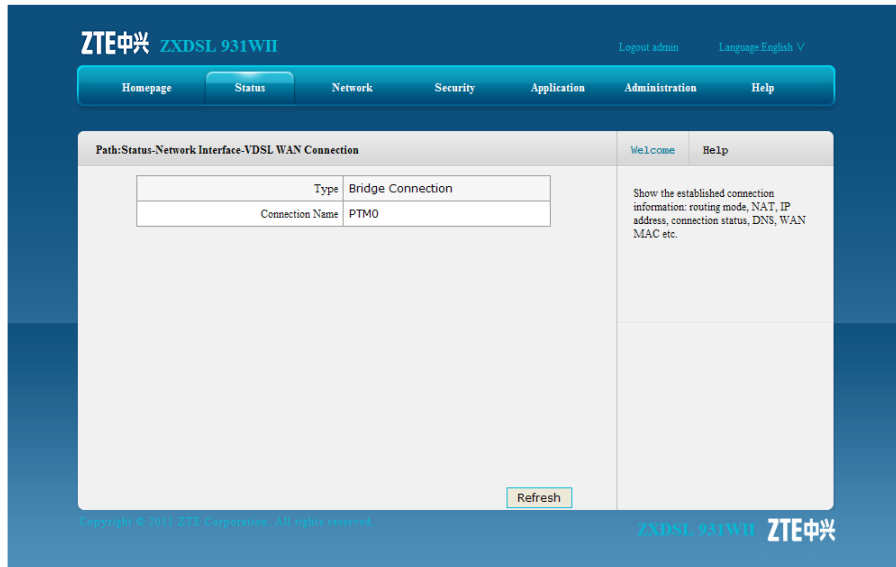 ZTE中兴 ZXDSL 931WII
Logout admin Language:English V
Homepage Status Network Security Application Administration Help
Path:Status-Network Interface-VDSL WAN Connection
Type Bridge Connection
Connection Name PTM0
Refresh
Welcome Help
Show the established connection
information: routing mode, NAT, IP
address, connection status, DNS, WAN
MAC etc.
Copyright © 2011 ZTE Corporation. All rights reserved.
ZXDSL 931WII ZTE中兴